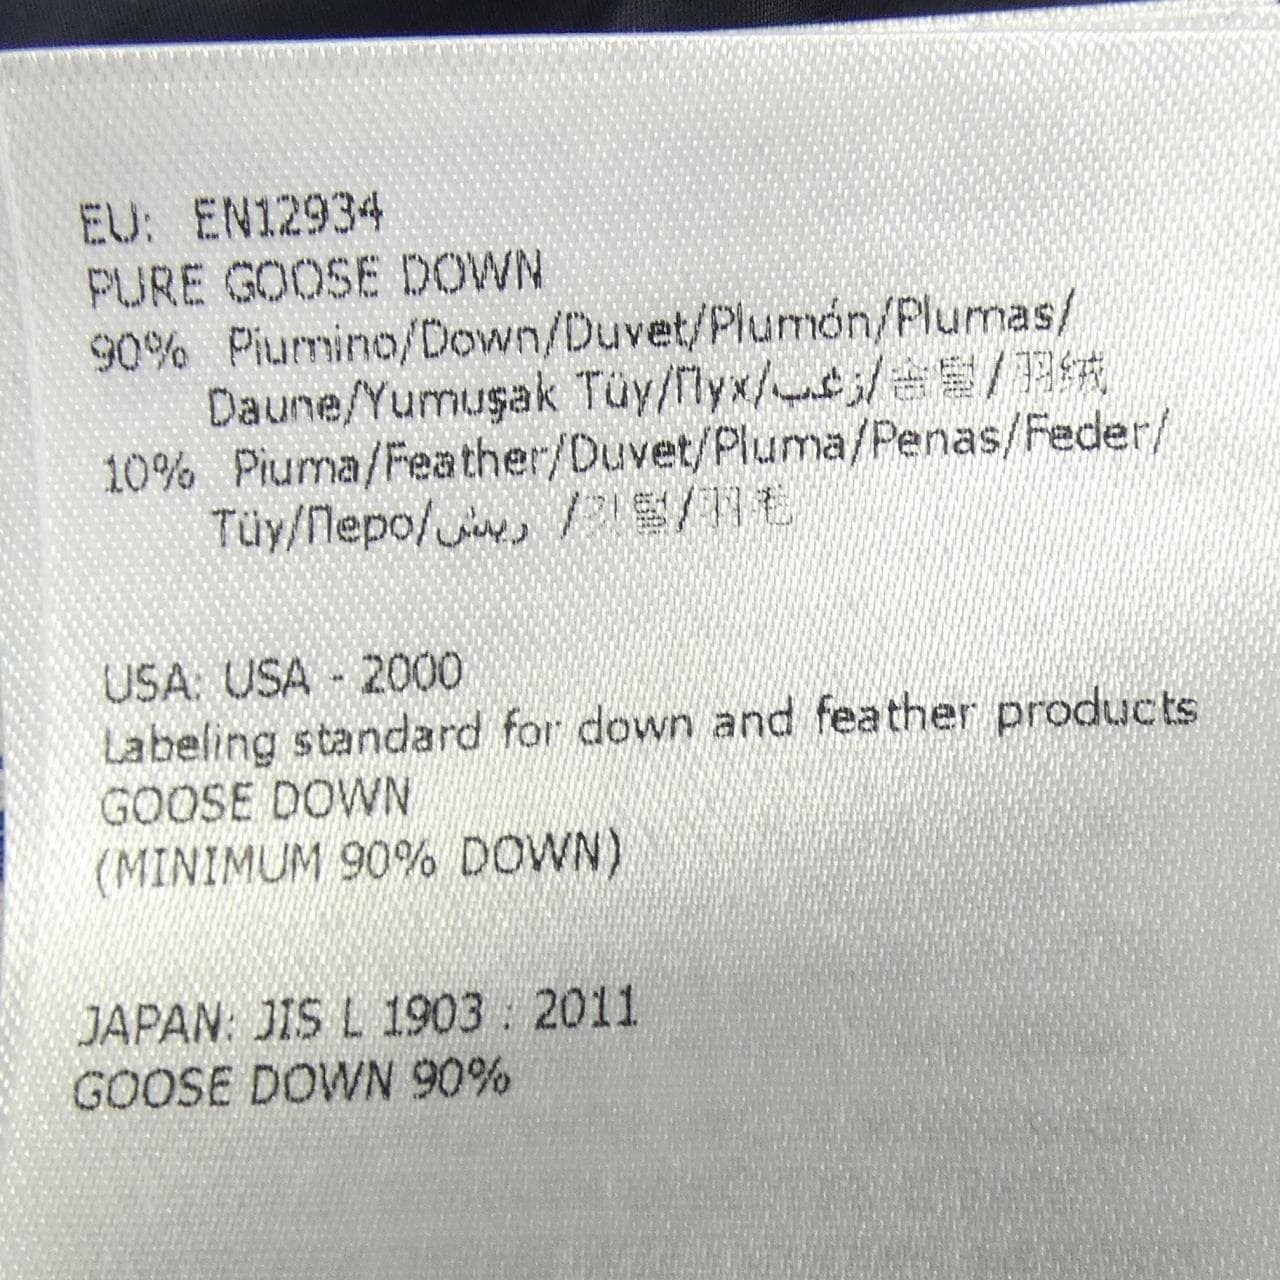 EU: EN12934
PURE GOOSE DOWN
90% Piumino/Down/Duvet/Plumón/Plumas/
Daune/Yumuşak Tüy/Пух/زغب/솜털/羽绒
10% Piuma/Feather/Duvet/Pluma/Penas/Feder/
Tüy/Перо/ريش /깃털/羽毛
USA: USA - 2000
Labeling standard for down and feather products
GOOSE DOWN
(MINIMUM 90% DOWN)
JAPAN: JIS L 1903 : 2011
GOOSE DOWN 90%